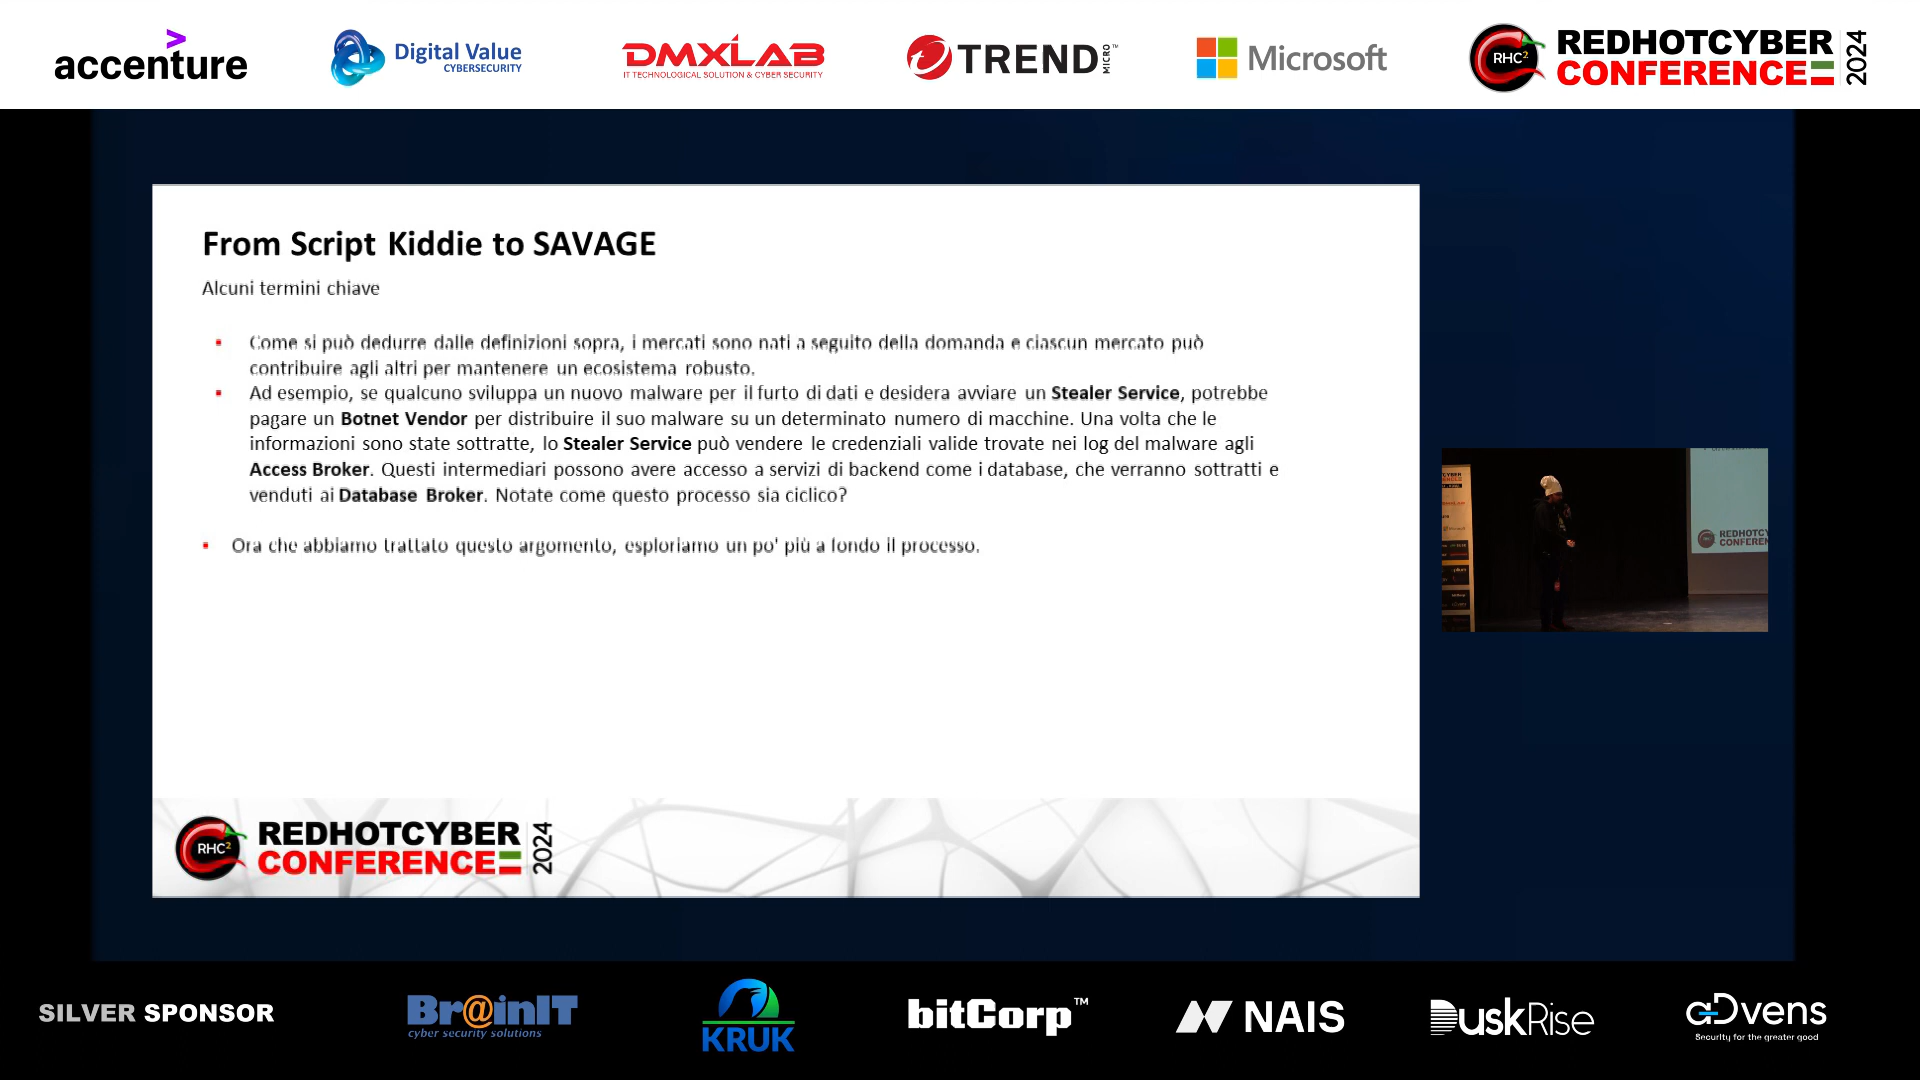 accenture
Digital Value
CYBERSECURITY
DMXLAB
IT TECHNOLOGICAL SOLUTION & CYBER SECURITY
TREND MICRO™
Microsoft
RHC²
REDHOTCYBER
CONFERENCE
2024
From Script Kiddie to SAVAGE
Alcuni termini chiave
Come si può dedurre dalle definizioni sopra, i mercati sono nati a seguito della domanda e ciascun mercato può
contribuire agli altri per mantenere un ecosistema robusto.
Ad esempio, se qualcuno sviluppa un nuovo malware per il furto di dati e desidera avviare un Stealer Service, potrebbe
pagare un Botnet Vendor per distribuire il suo malware su un determinato numero di macchine. Una volta che le
informazioni sono state sottratte, lo Stealer Service può vendere le credenziali valide trovate nei log del malware agli
Access Broker. Questi intermediari possono avere accesso a servizi di backend come i database, che verranno sottratti e
venduti ai Database Broker. Notate come questo processo sia ciclico?
Ora che abbiamo trattato questo argomento, esploriamo un po' più a fondo il processo.
RHC²
REDHOTCYBER
CONFERENCE
2024
REDHOTCY
CONFEREN
SILVER SPONSOR
Br@inIT
cyber security solutions
KRUK
bitCorp™
NAIS
DuskRise
aDvens
Security for the greater good